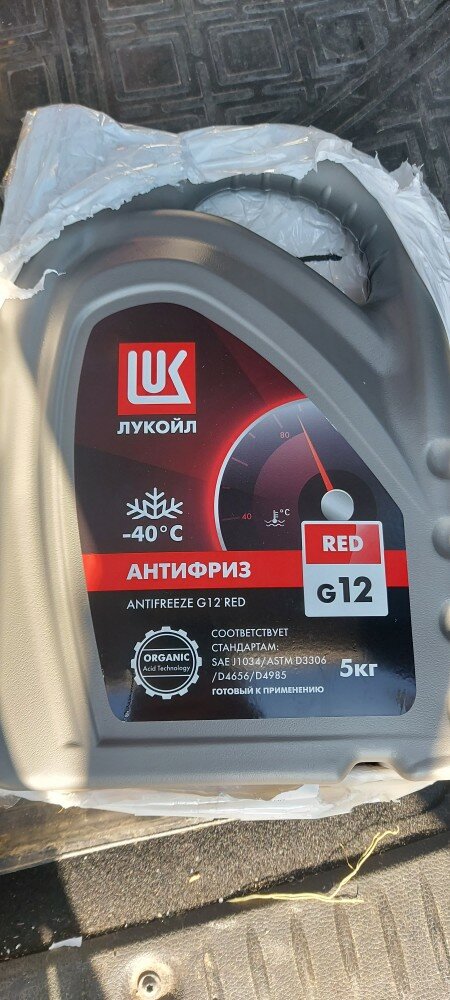 LUK
ЛУКОЙЛ
80
40
°C
-40°C
АНТИФРИЗ
RED
G12
ANTIFREEZE G12 RED
ORGANIC
Acid Technology
СООТВЕТСТВУЕТ
СТАНДАРТАМ:
SAE J1034/ASTM D3306
/D4656/D4985
ГОТОВЫЙ К ПРИМЕНЕНИЮ
5КГ